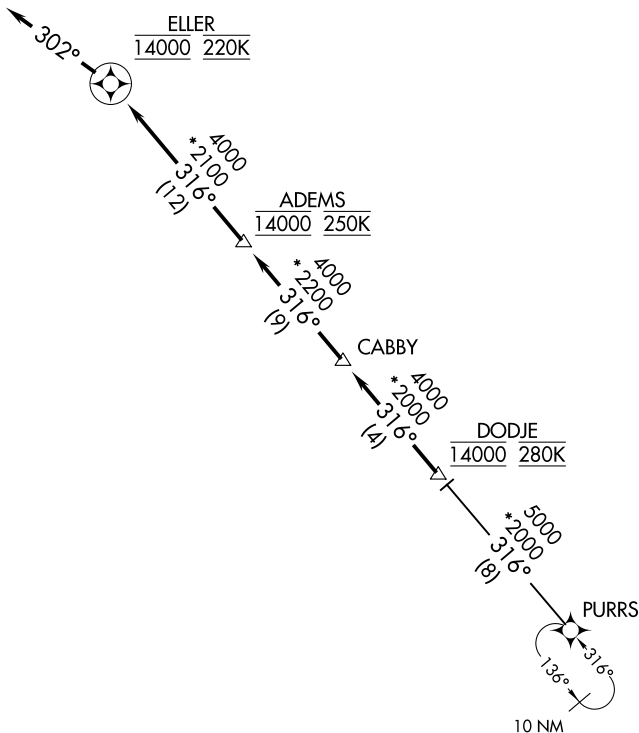 ELLER
14000 220K
302°
4000
*2100
316°
(12)
ADEMS
14000 250K
4000
*2200
316°
(9)
CABBY
4000
*2000
316°
(4)
DODJE
14000 280K
5000
*2000
316°
(8)
PURRS
316°
136°
10 NM